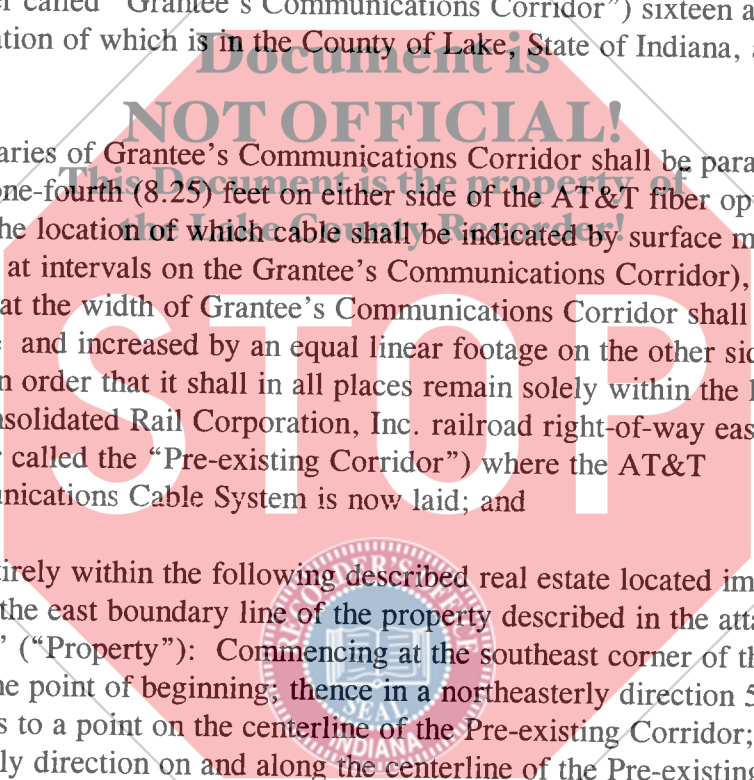 called “Grantee’s Communications Corridor”) sixteen a
tion of which is in the County of Lake, State of Indiana, a
Document is
NOT OFFICIAL!
aries of Grantee’s Communications Corridor shall be para
This Document is the property of
one-fourth (8.25) feet on either side of the AT&T fiber op
the Lake County Recorder!
he location of which cable shall be indicated by surface m
at intervals on the Grantee’s Communications Corridor),
at the width of Grantee’s Communications Corridor shall
STOP
and increased by an equal linear footage on the other sid
n order that it shall in all places remain solely within the
nsolidated Rail Corporation, Inc. railroad right-of-way eas
called the “Pre-existing Corridor”) where the AT&T
unications Cable System is now laid; and
tirely within the following described real estate located im
the east boundary line of the property described in the atta
(“Property”): Commencing at the southeast corner of th
he point of beginning; thence in a northeasterly direction 5
s to a point on the centerline of the Pre-existing Corridor;
ly direction on and along the centerline of the Pre-existing
SEAL
INDIANA